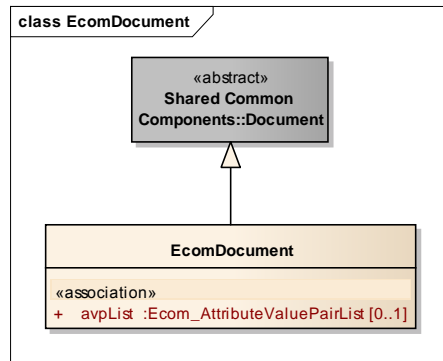 class EcomDocument
«abstract»
Shared Common
Components::Document
EcomDocument
«association»
+ avpList :Ecom_AttributeValuePairList [0..1]